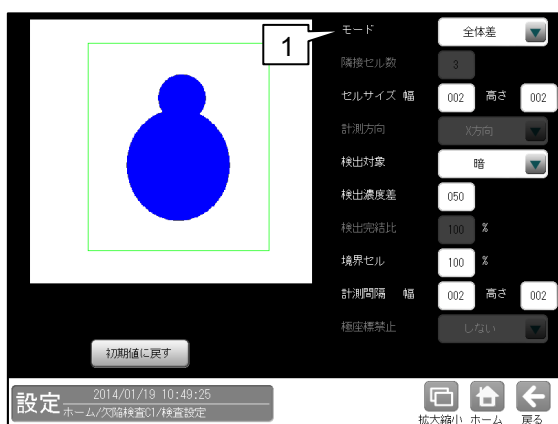 1
モード 全体差
隣接セル数 3
セルサイズ 幅 002 高さ 002
計測方向 X方向
検出対象 暗
検出濃度差 050
検出完結比 100 %
境界セル 100 %
計測間隔 幅 002 高さ 002
極座標禁止 しない
初期値に戻す
設定 2014/01/19 10:49:25
ホーム/欠陥検査C1/検査設定
拡大縮小 ホーム 戻る